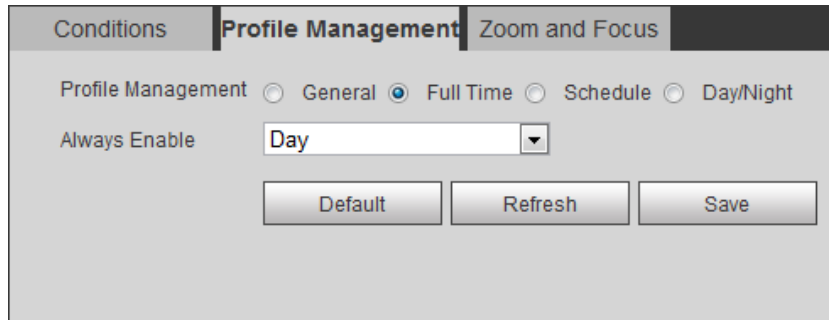 Conditions Profile Management Zoom and Focus
Profile Management General Full Time Schedule Day/Night
Always Enable Day
Default Refresh Save